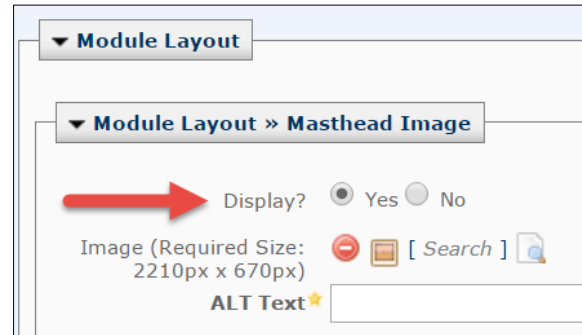 Module Layout
Module Layout » Masthead Image
Display? Yes No
Image (Required Size: [ Search ]
2210px x 670px)
ALT Text